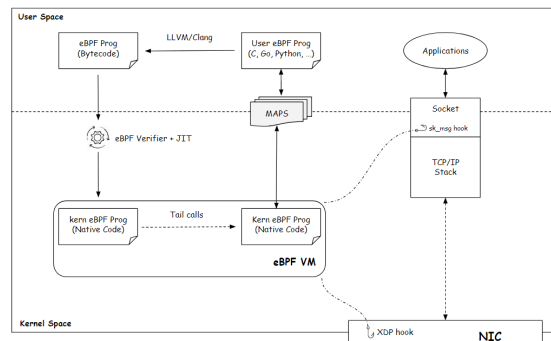 User Space
eBPF Prog
(Bytecode)
LLVM/Clang
User eBPF Prog
(C, Go, Python, ...)
Applications
MAPS
Socket
sk_msg hook
eBPF Verifier + JIT
TCP/IP
Stack
kern eBPF Prog
(Native Code)
Tail calls
Kern eBPF Prog
(Native Code)
eBPF VM
Kernel Space
XDP hook
NIC